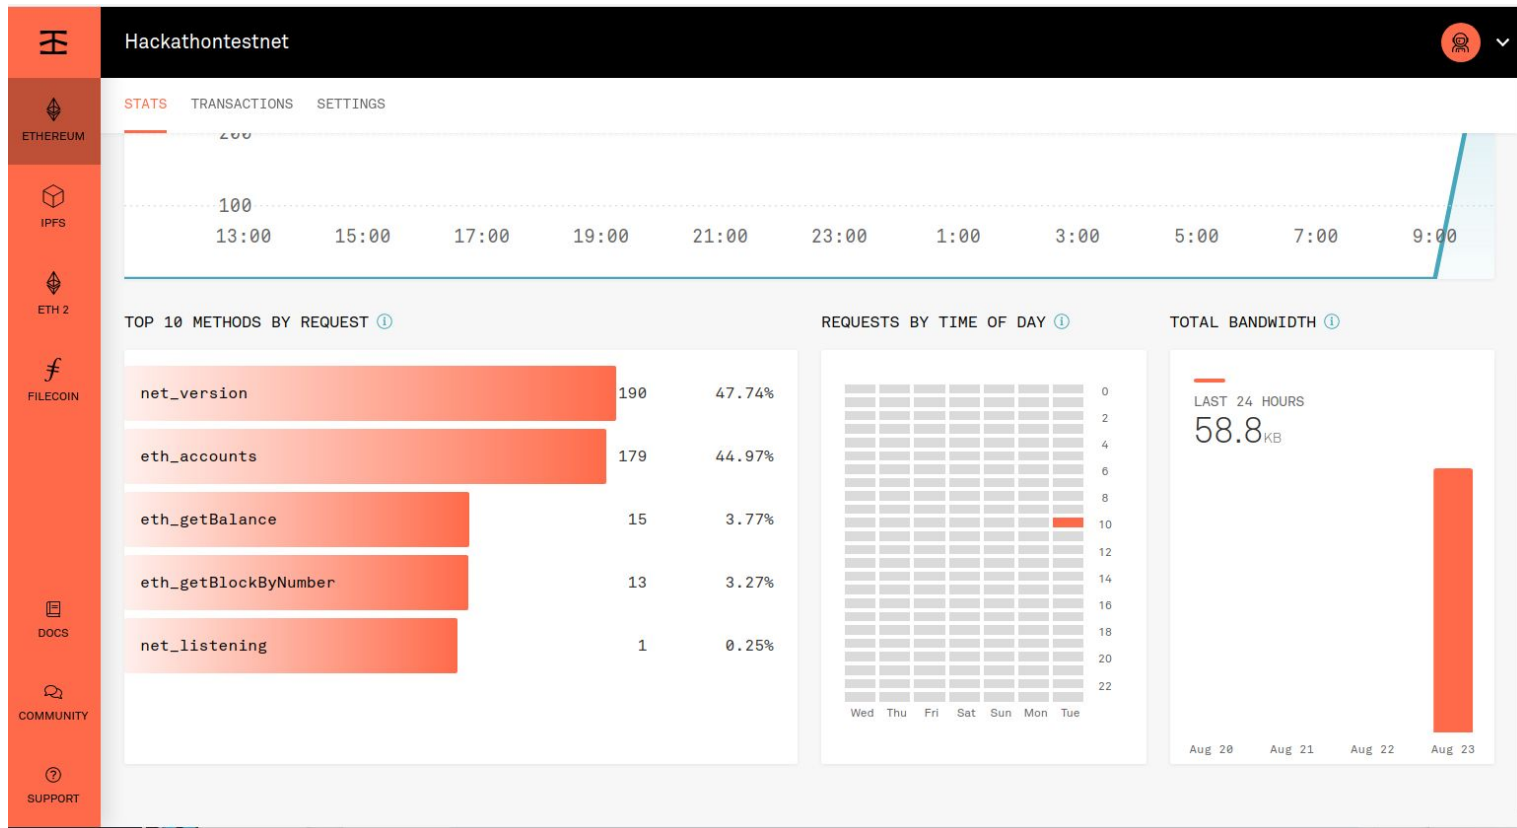 Hackathontestnet
STATS TRANSACTIONS SETTINGS
ETHEREUM
IPFS
ETH 2
FILECOIN
DOCS
COMMUNITY
SUPPORT
200
100
13:00 15:00 17:00 19:00 21:00 23:00 1:00 3:00 5:00 7:00 9:00
TOP 10 METHODS BY REQUEST
net_version 190 47.74%
eth_accounts 179 44.97%
eth_getBalance 15 3.77%
eth_getBlockByNumber 13 3.27%
net_listening 1 0.25%
REQUESTS BY TIME OF DAY
0
2
4
6
8
10
12
14
16
18
20
22
Wed Thu Fri Sat Sun Mon Tue
TOTAL BANDWIDTH
LAST 24 HOURS
58.8KB
Aug 20 Aug 21 Aug 22 Aug 23